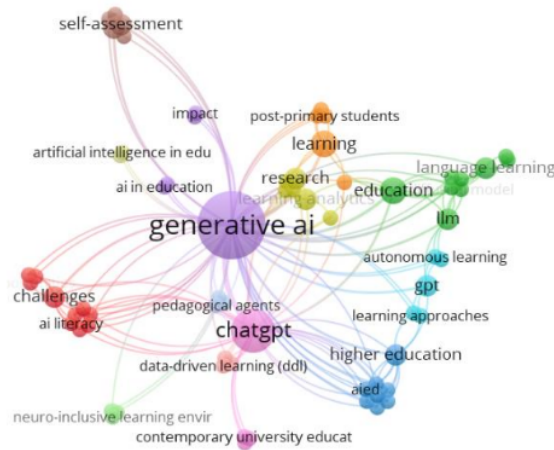 self-assessment
impact
post-primary students
learning
artificial intelligence in edu
research
language learning
ai in education
learning analytics
education
model
generative ai
llm
autonomous learning
gpt
challenges
pedagogical agents
learning approaches
ai literacy
chatgpt
higher education
data-driven learning (ddl)
aied
neuro-inclusive learning envir
contemporary university educat